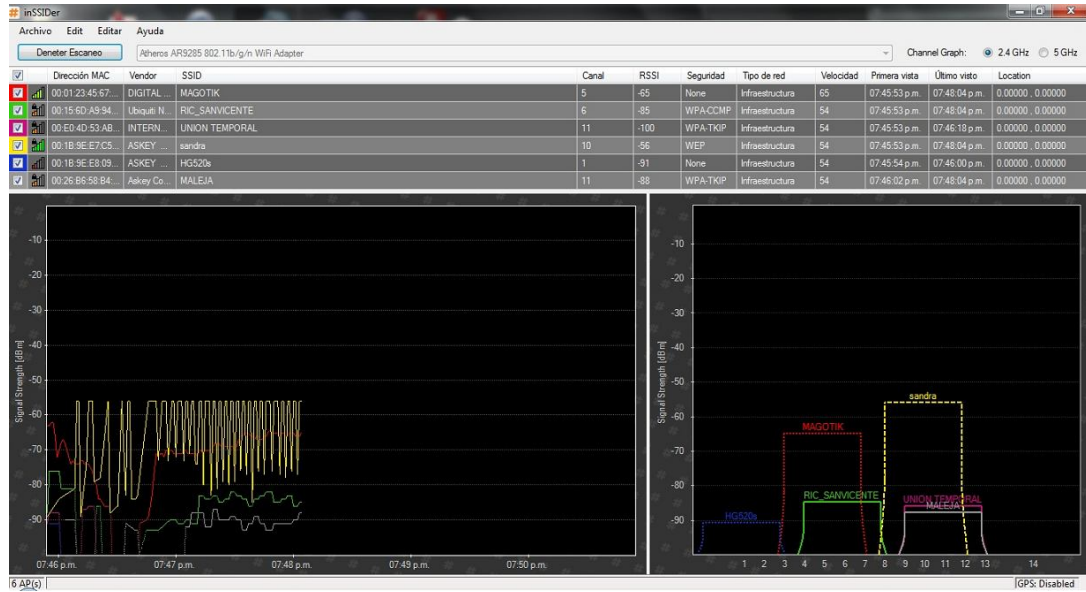 inSSIDer
Archivo Edit Editar Ayuda
Deneter Escaneo Atheros AR9285 802.11b/g/n WiFi Adapter Channel Graph: 2.4 GHz 5 GHz
Dirección MAC Vendor SSID Canal RSSI Seguridad Tipo de red Velocidad Primera vista Último visto Location
00:01:23:45:67:... DIGITAL ... MAGOTIK 5 -65 None Infraestructura 65 07:45:53 p.m. 07:48:04 p.m. 0.00000 , 0.00000
00:15:6D:A9:94... Ubiquiti N... RIC_SANVICENTE 6 -85 WPA-CCMP Infraestructura 54 07:45:53 p.m. 07:48:04 p.m. 0.00000 , 0.00000
00:E0:4D:53:AB... INTERN... UNION TEMPORAL 11 -100 WPA-TKIP Infraestructura 54 07:45:53 p.m. 07:46:18 p.m. 0.00000 , 0.00000
00:1B:9E:E7:C5... ASKEY ... sandra 10 -56 WEP Infraestructura 54 07:45:53 p.m. 07:48:04 p.m. 0.00000 , 0.00000
00:1B:9E:E8:09... ASKEY ... HG520s 1 -91 None Infraestructura 54 07:45:54 p.m. 07:46:00 p.m. 0.00000 , 0.00000
00:26:B6:58:B4:... Askey Co... MALEJA 11 -88 WPA-TKIP Infraestructura 54 07:46:02 p.m. 07:48:04 p.m. 0.00000 , 0.00000
Signal Strength [dBm]
-10
-20
-30
-40
-50
-60
-70
-80
-90
07:46 p.m. 07:47 p.m. 07:48 p.m. 07:49 p.m. 07:50 p.m.
Signal Strength [dBm]
-10
-20
-30
-40
-50
-60
-70
-80
-90
sandra
MAGOTIK
RIC_SANVICENTE
UNION TEMPORAL
MALEJA
HG520s
1 2 3 4 5 6 7 8 9 10 11 12 13 14
6 AP(s) GPS: Disabled